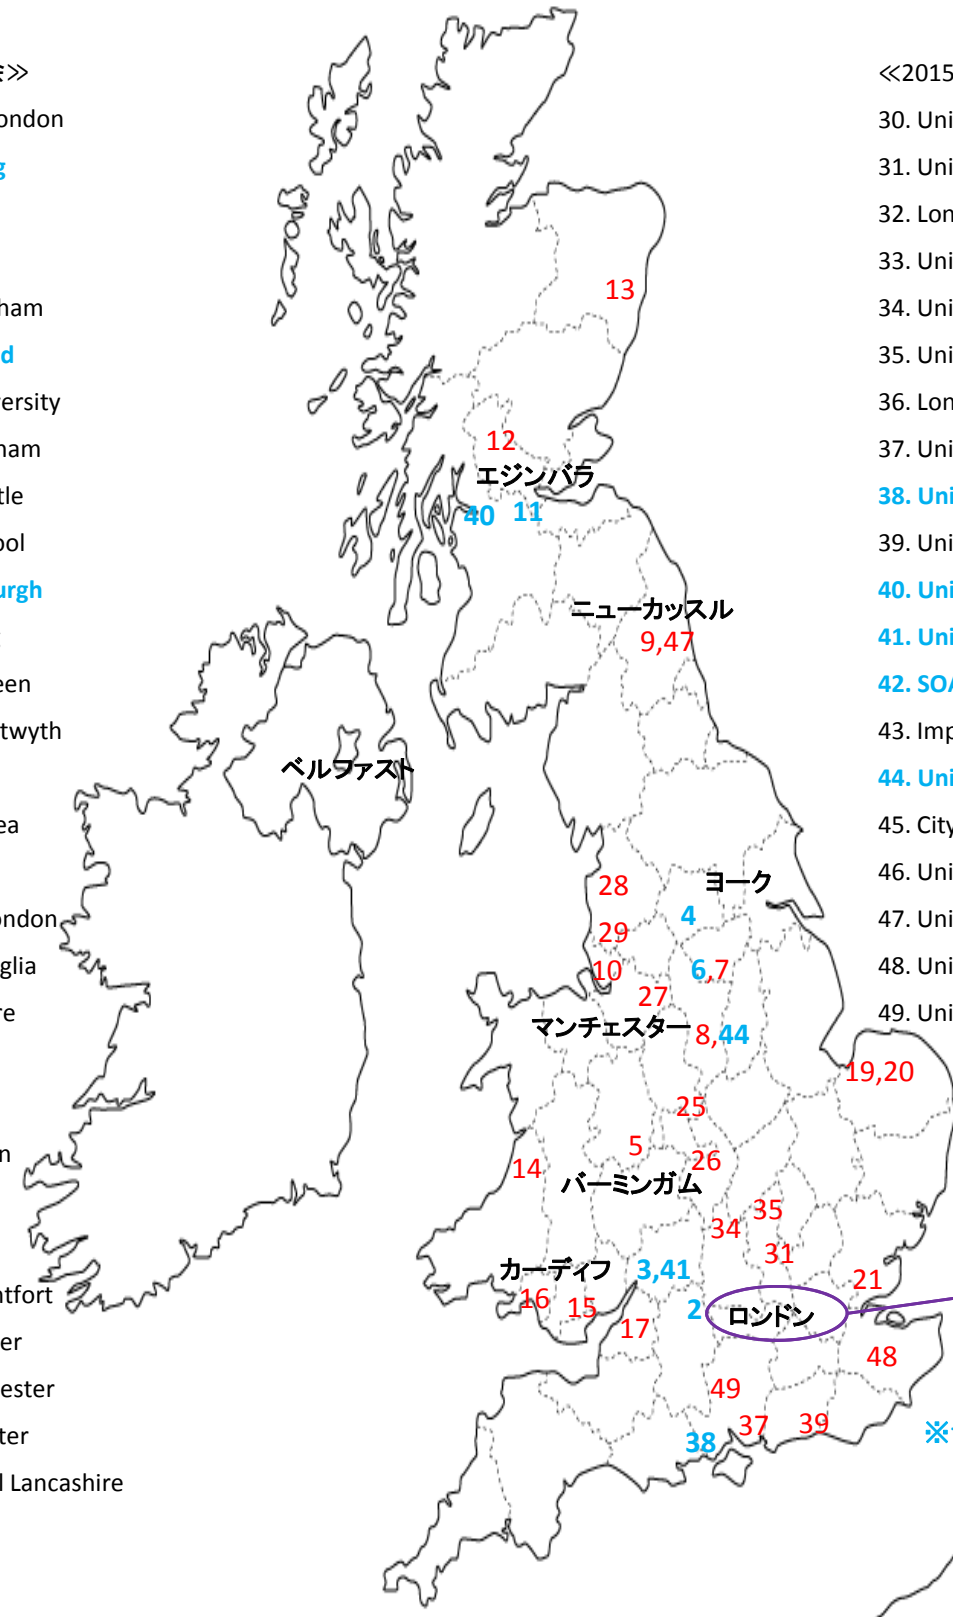 ≫
ondon
g
ham
d
versity
ham
tle
ool
urgh
een
twyth
ea
ondon
glia
re
n
ntfort
er
ester
ter
l Lancashire
13
12
エジンバラ
40
11
ニューカッスル
9,47
ベルファスト
28
ヨーク
4
29
10
6,7
27
マンチェスター
8,44
19,20
25
5
26
14
バーミンガム
35
34
31
カーディフ
3,41
21
16
15
2
ロンドン
17
48
49
37
39
38
≪2015
30. Uni
31. Uni
32. Lon
33. Uni
34. Uni
35. Uni
36. Lon
37. Uni
38. Uni
39. Uni
40. Uni
41. Uni
42. SOA
43. Imp
44. Uni
45. City
46. Uni
47. Uni
48. Uni
49. Uni
※